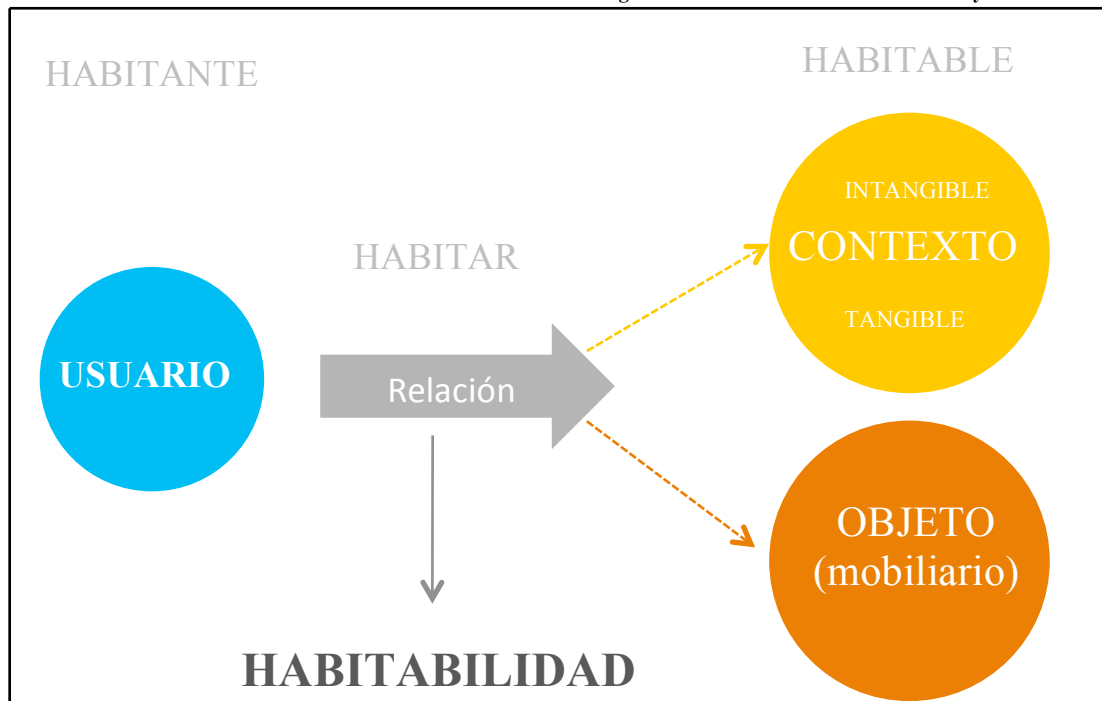 HABITANTE
HABITABLE
INTANGIBLE
CONTEXTO
TANGIBLE
HABITAR
USUARIO
Relación
OBJETO
(mobiliario)
HABITABILIDAD